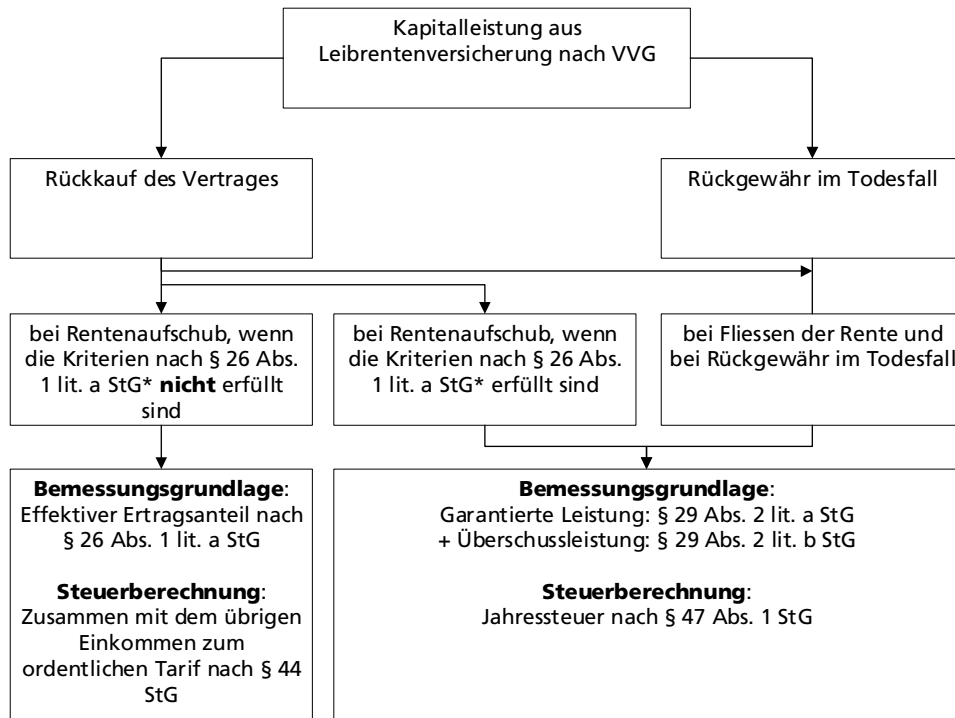 Kapitalleistung aus
Leibrentenversicherung nach VVG
Rückkauf des Vertrages
Rückgewähr im Todesfall
bei Rentenaufschub, wenn
die Kriterien nach § 26 Abs.
1 lit. a StG* nicht erfüllt
sind
bei Rentenaufschub, wenn
die Kriterien nach § 26 Abs.
1 lit. a StG* erfüllt sind
bei Fliessen der Rente und
bei Rückgewähr im Todesfall
Bemessungsgrundlage:
Effektiver Ertragsanteil nach
§ 26 Abs. 1 lit. a StG
Steuerberechnung:
Zusammen mit dem übrigen
Einkommen zum
ordentlichen Tarif nach § 44
StG
Bemessungsgrundlage:
Garantierte Leistung: § 29 Abs. 2 lit. a StG
+ Überschussleistung: § 29 Abs. 2 lit. b StG
Steuerberechnung:
Jahressteuer nach § 47 Abs. 1 StG